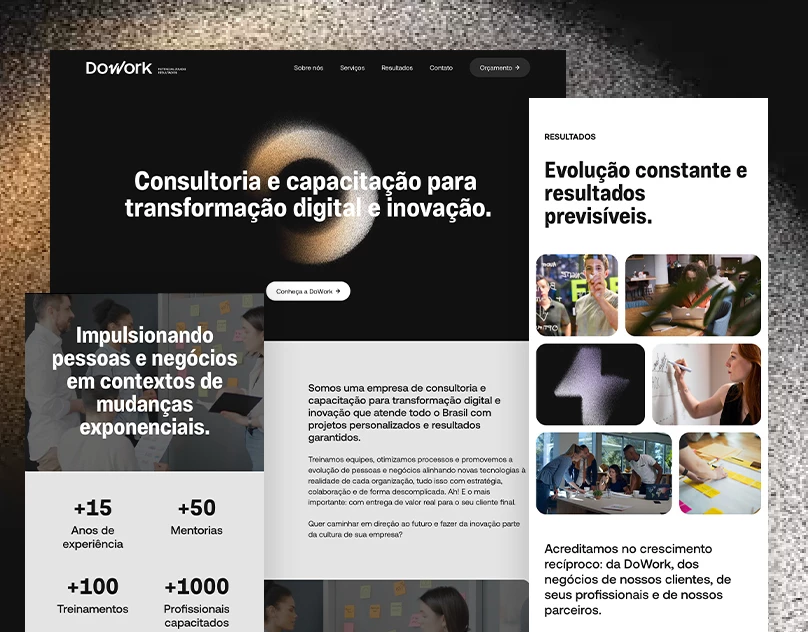 DoWork
POTENCIALIZANDO
RESULTADOS
Sobre nós
Serviços
Resultados
Contato
Orçamento →
Consultoria e capacitação para
transformação digital e inovação.
Conheça a DoWork →
Impulsionando
pessoas e negócios
em contextos de
mudanças
exponenciais.
+15
Anos de
experiência
+50
Mentorias
+100
Treinamentos
+1000
Profissionais
capacitados
Somos uma empresa de consultoria e
capacitação para transformação digital e
inovação que atende todo o Brasil com
projetos personalizados e resultados
garantidos.
Treinamos equipes, otimizamos processos e promovemos a
evolução de pessoas e negócios alinhando novas tecnologias à
realidade de cada organização, tudo isso com estratégia,
colaboração e de forma descomplicada. Ah! E o mais
importante: com entrega de valor real para o seu cliente final.
Quer caminhar em direção ao futuro e fazer da inovação parte
da cultura de sua empresa?
RESULTADOS
Evolução constante e
resultados
previsíveis.
Acreditamos no crescimento
recíproco: da DoWork, dos
negócios de nossos clientes, de
seus profissionais e de nossos
parceiros.